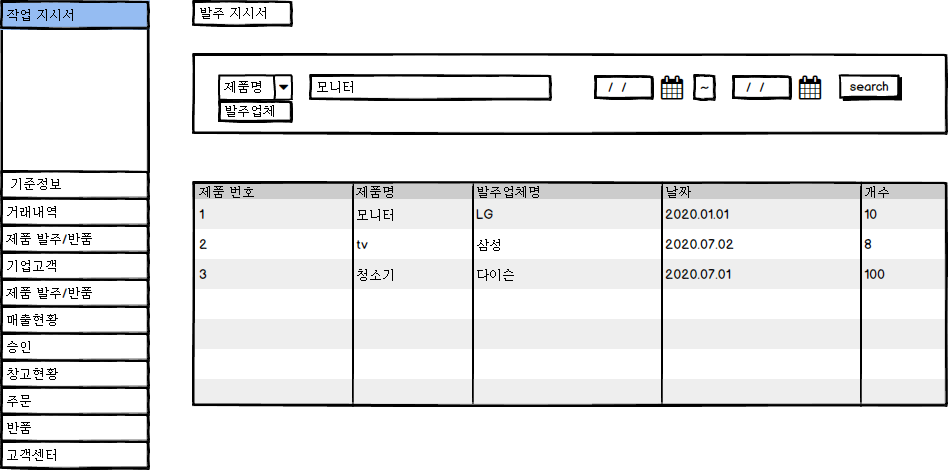 작업 지시서
발주 지시서
제품명
모니터
/ /
~
/ /
search
발주업체
기준정보
거래내역
제품 발주/반품
기업고객
제품 발주/반품
매출현황
승인
창고현황
주문
반품
고객센터
제품 번호 제품명 발주업체명 날짜 개수
1 모니터 LG 2020.01.01 10
2 tv 삼성 2020.07.02 8
3 청소기 다이슨 2020.07.01 100